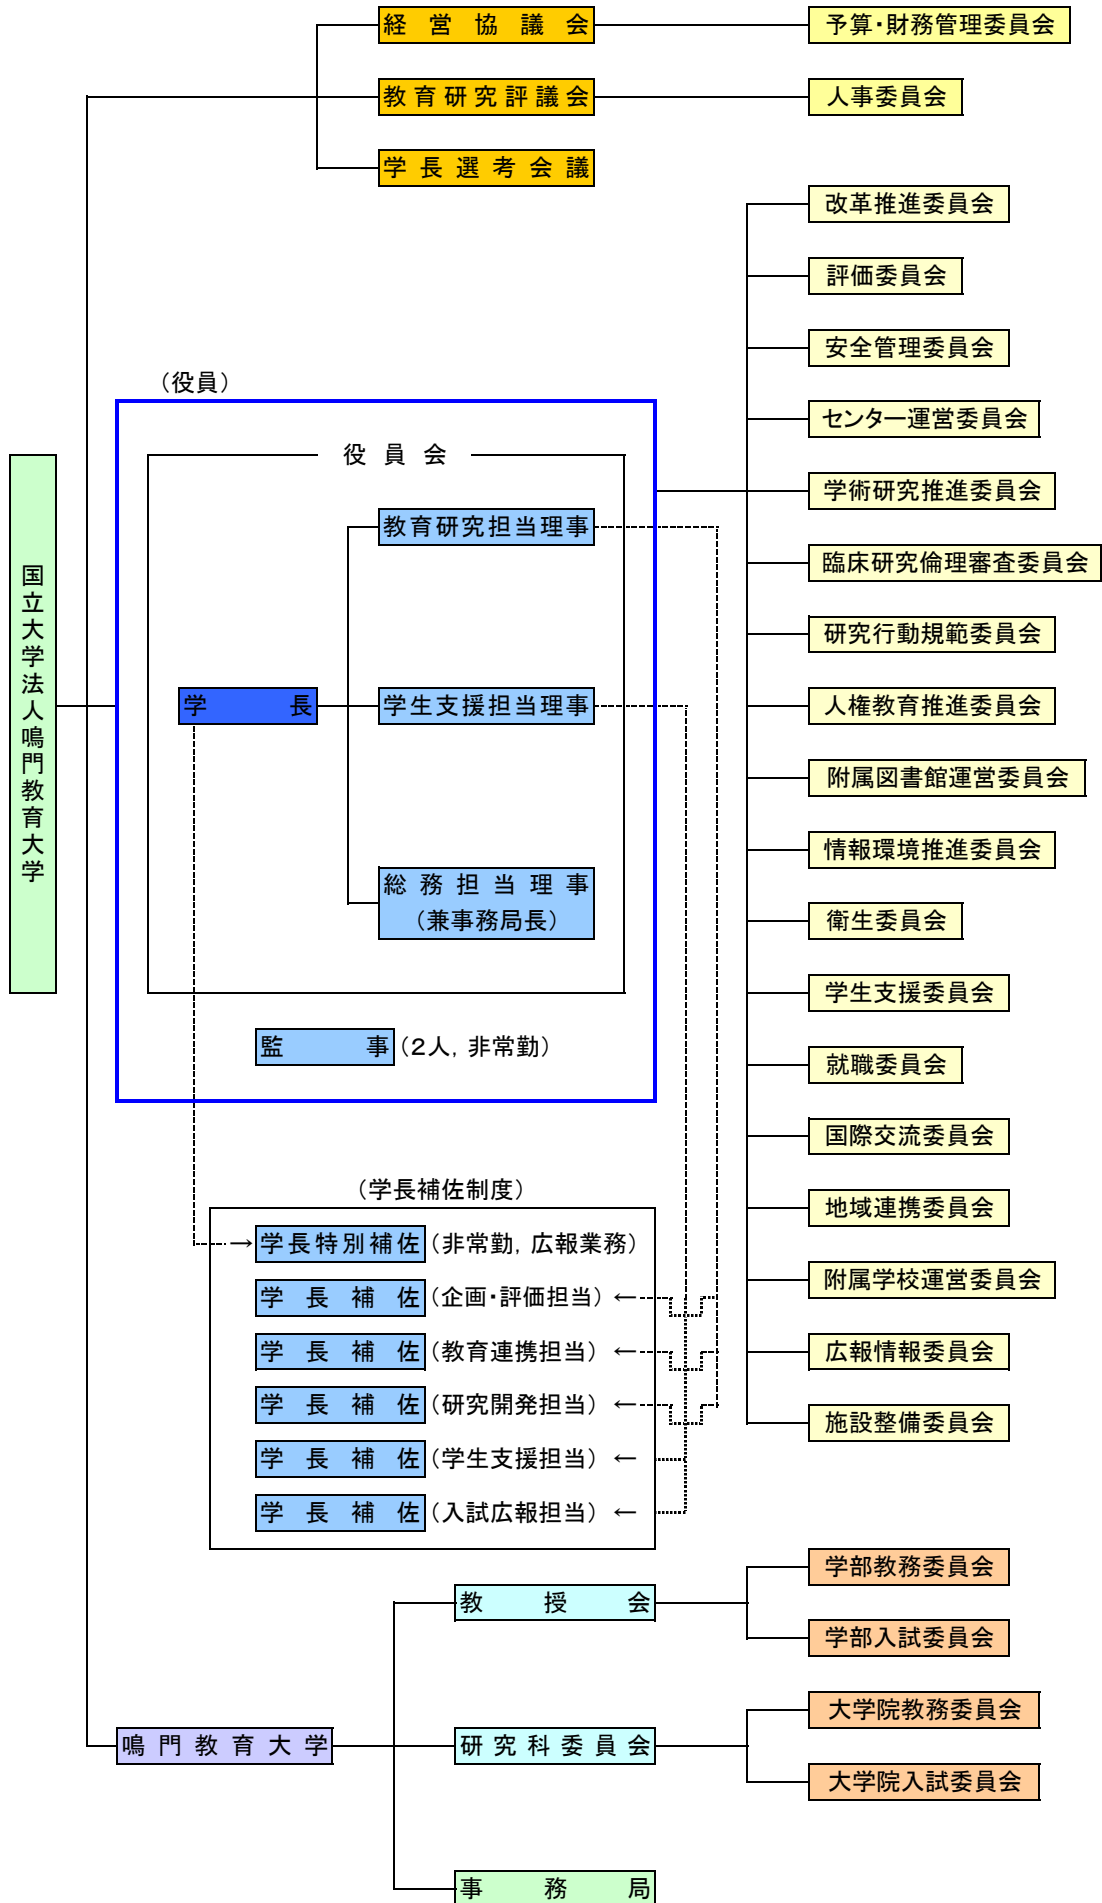 経営協議会
予算・財務管理委員会
教育研究評議会
人事委員会
学長選考会議
改革推進委員会
評価委員会
安全管理委員会
（役員）
センター運営委員会
役員会
学術研究推進委員会
教育研究担当理事
臨床研究倫理審査委員会
国立大学法人鳴門教育大学
研究行動規範委員会
学長
学生支援担当理事
人権教育推進委員会
附属図書館運営委員会
情報環境推進委員会
総務担当理事
（兼事務局長）
衛生委員会
学生支援委員会
監事（2人，非常勤）
就職委員会
国際交流委員会
（学長補佐制度）
地域連携委員会
→学長特別補佐（非常勤，広報業務）
附属学校運営委員会
学長補佐（企画・評価担当）←
学長補佐（教育連携担当）←
広報情報委員会
学長補佐（研究開発担当）←
施設整備委員会
学長補佐（学生支援担当）←
学長補佐（入試広報担当）←
学部教務委員会
教授会
学部入試委員会
大学院教務委員会
鳴門教育大学
研究科委員会
大学院入試委員会
事務局